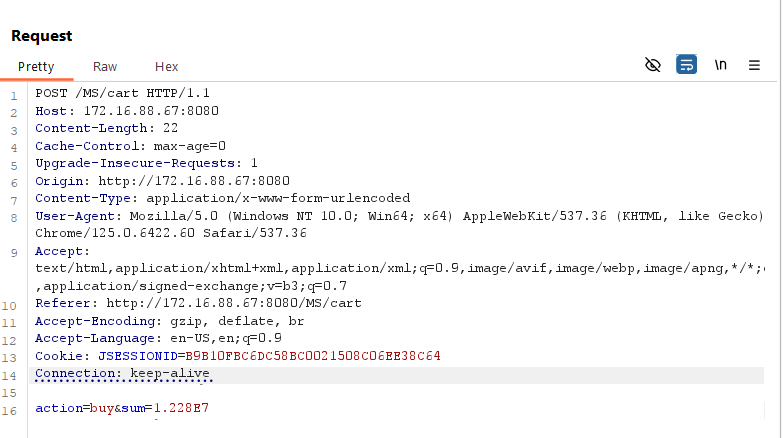 Request
Pretty Raw Hex \n
1 POST /MS/cart HTTP/1.1
2 Host: 172.16.88.67:8080
3 Content-Length: 22
4 Cache-Control: max-age=0
5 Upgrade-Insecure-Requests: 1
6 Origin: http://172.16.88.67:8080
7 Content-Type: application/x-www-form-urlencoded
8 User-Agent: Mozilla/5.0 (Windows NT 10.0; Win64; x64) AppleWebKit/537.36 (KHTML, like Gecko)
Chrome/125.0.6422.60 Safari/537.36
9 Accept:
text/html,application/xhtml+xml,application/xml;q=0.9,image/avif,image/webp,image/apng,*/*;
,application/signed-exchange;v=b3;q=0.7
10 Referer: http://172.16.88.67:8080/MS/cart
11 Accept-Encoding: gzip, deflate, br
12 Accept-Language: en-US,en;q=0.9
13 Cookie: JSESSIONID=B9B10FBC6DC58BC0021508C06EE38C64
14 Connection: keep-alive
15
16 action=buy&sum=1.228E7